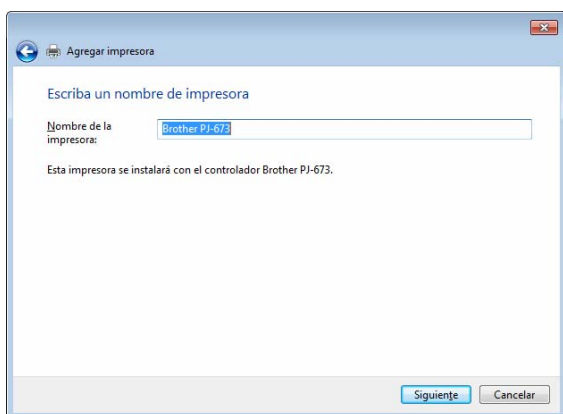 Agregar impresora
Escriba un nombre de impresora
Nombre de la Brother PJ-673
impresora:
Esta impresora se instalará con el controlador Brother PJ-673.
Siguiente Cancelar